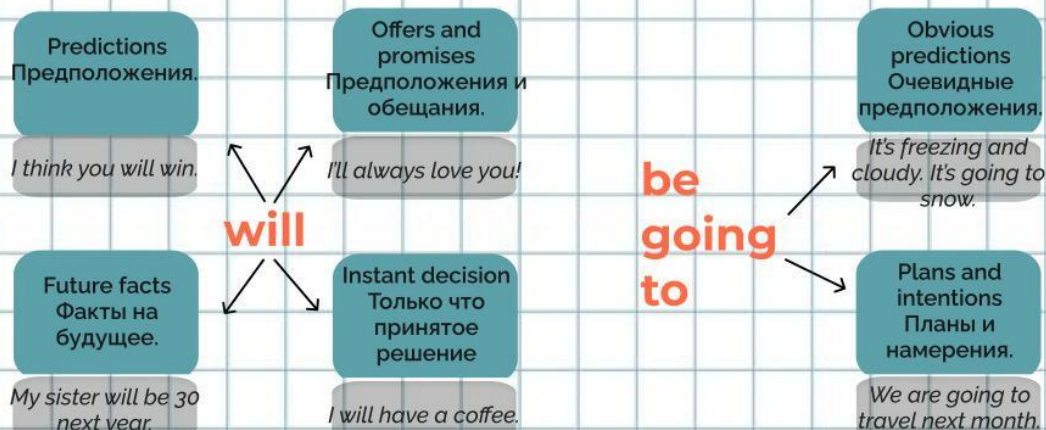 Predictions
Предположения.
I think you will win.
Offers and
promises
Предположения и
обещания.
I'll always love you!
will
Future facts
Факты на
будущее.
My sister will be 30
next year.
Instant decision
Только что
принятое
решение
I will have a coffee.
be
going
to
Obvious
predictions
Очевидные
предположения.
It's freezing and
cloudy. It's going to
snow.
Plans and
intentions
Планы и
намерения.
We are going to
travel next month.